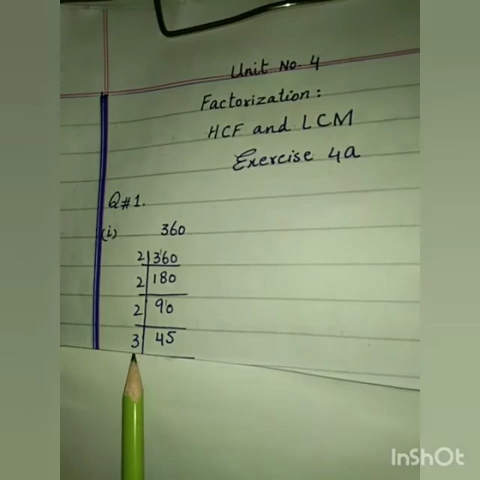 Unit No. 4
Factorization:
HCF and LCM
Exercise 4a
Q#1.
(i) 360
2 360
2 180
2 90
3 45
InShOt